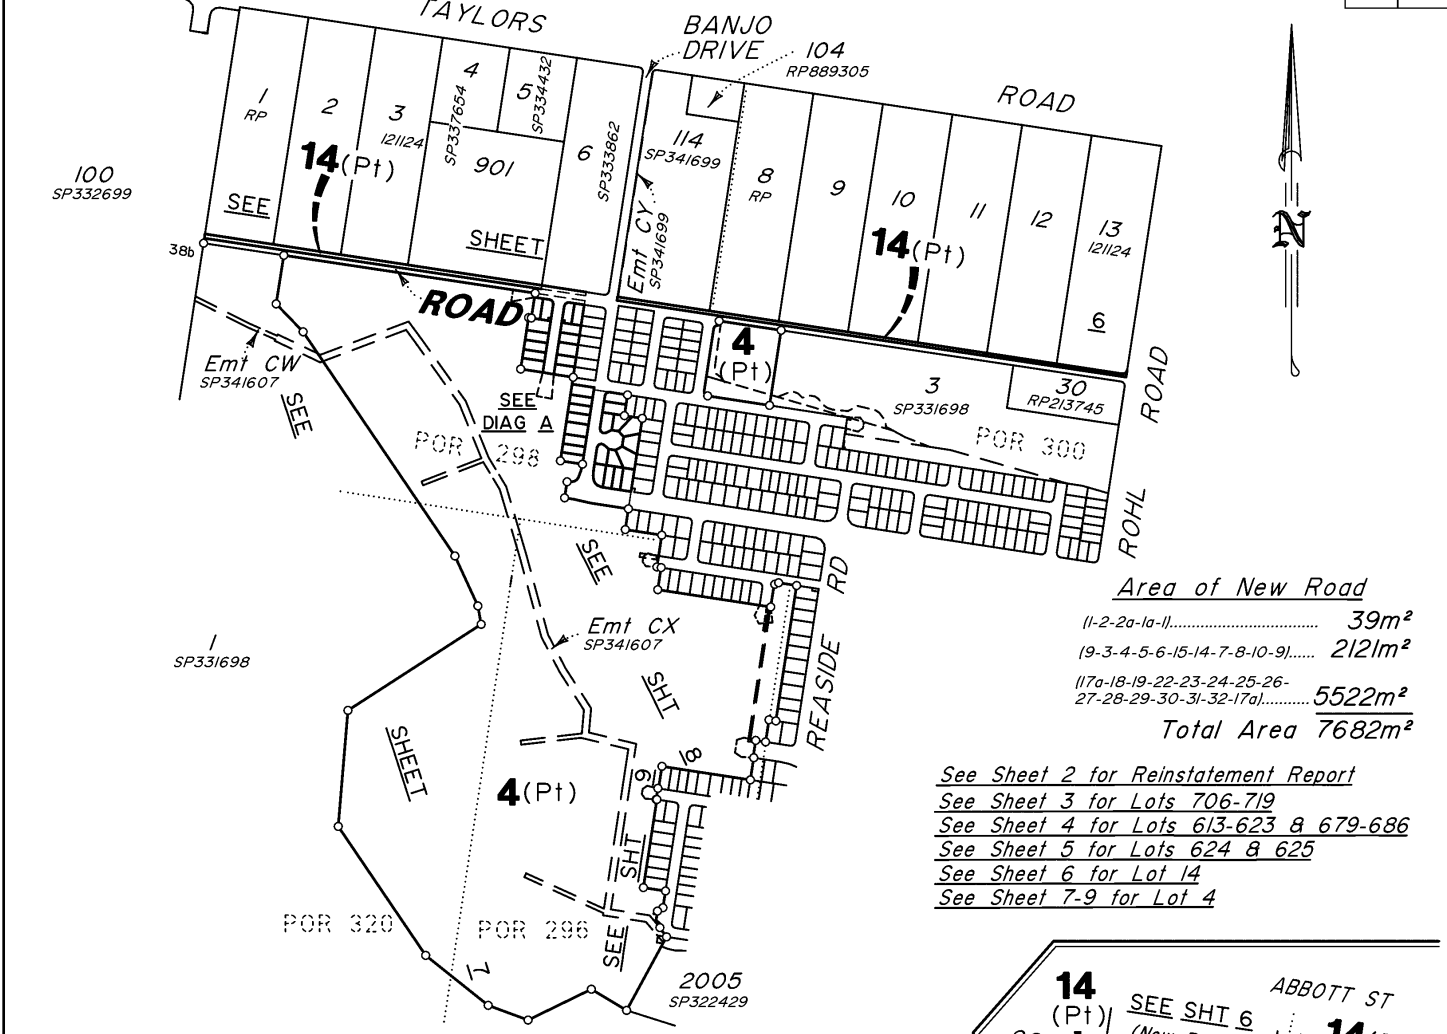 TAYLORS
BANJO
DRIVE
104
RP889305
ROAD
1
RP
2
3
121124
4
SP337654
5
SP334432
6
SP333862
901
14(Pt)
114
SP341699
8
RP
9
10
11
12
13
121124
6
100
SP332699
SEE
SHEET
Emt CY
SP341699
14(Pt)
N
38b
ROAD
Emt CW
SP341607
SEE
SEE
DIAG A
4
(Pt)
3
SP331698
30
RP213745
ROAD
POR 298
POR 300
ROHL
SEE
RD
Emt CX
SP341607
REASIDE
1
SP331698
SHT
SHEET
8
9
4(Pt)
SHT
POR 320
POR 296
SEE
7
2005
SP322429
Area of New Road
(1-2-2a-1a-1).................................... 39m²
(9-3-4-5-6-15-14-7-8-10-9)...... 2121m²
(17a-18-19-22-23-24-25-26-
27-28-29-30-31-32-17a)........... 5522m²
Total Area 7682m²
See Sheet 2 for Reinstatement Report
See Sheet 3 for Lots 706-719
See Sheet 4 for Lots 613-623 & 679-686
See Sheet 5 for Lots 624 & 625
See Sheet 6 for Lot 14
See Sheet 7-9 for Lot 4
14
(Pt)
SEE SHT 6
ABBOTT ST